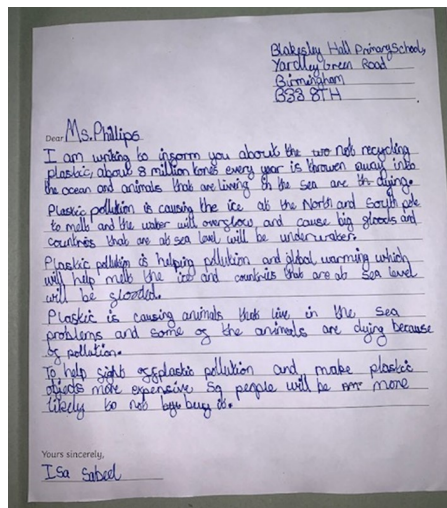 Blakesley Hall Primary School,
Yardley Green Road
Birmingham
B33 8TH
Dear Ms. Phillips
I am writing to inform you about the not recycling
plastic, about 8 million tones every year is thrown away into
the ocean and animals that are living in the sea are dying.
Plastic pollution is causing the ice at the North and South pole
to melt and the water will overflow and cause big floods and
countries that are at sea level will be underwater.
Plastic pollution is helping pollution and global warming which
will help melt the ice and countries that are at sea level
will be flooded.
Plastic is causing animals that live in the sea
problems and some of the animals are dying because
of pollution.
To help fight off plastic pollution and make plastic
objects more expensive so people will be more
likely to not buy it.
Yours sincerely,
Isa Sabeel